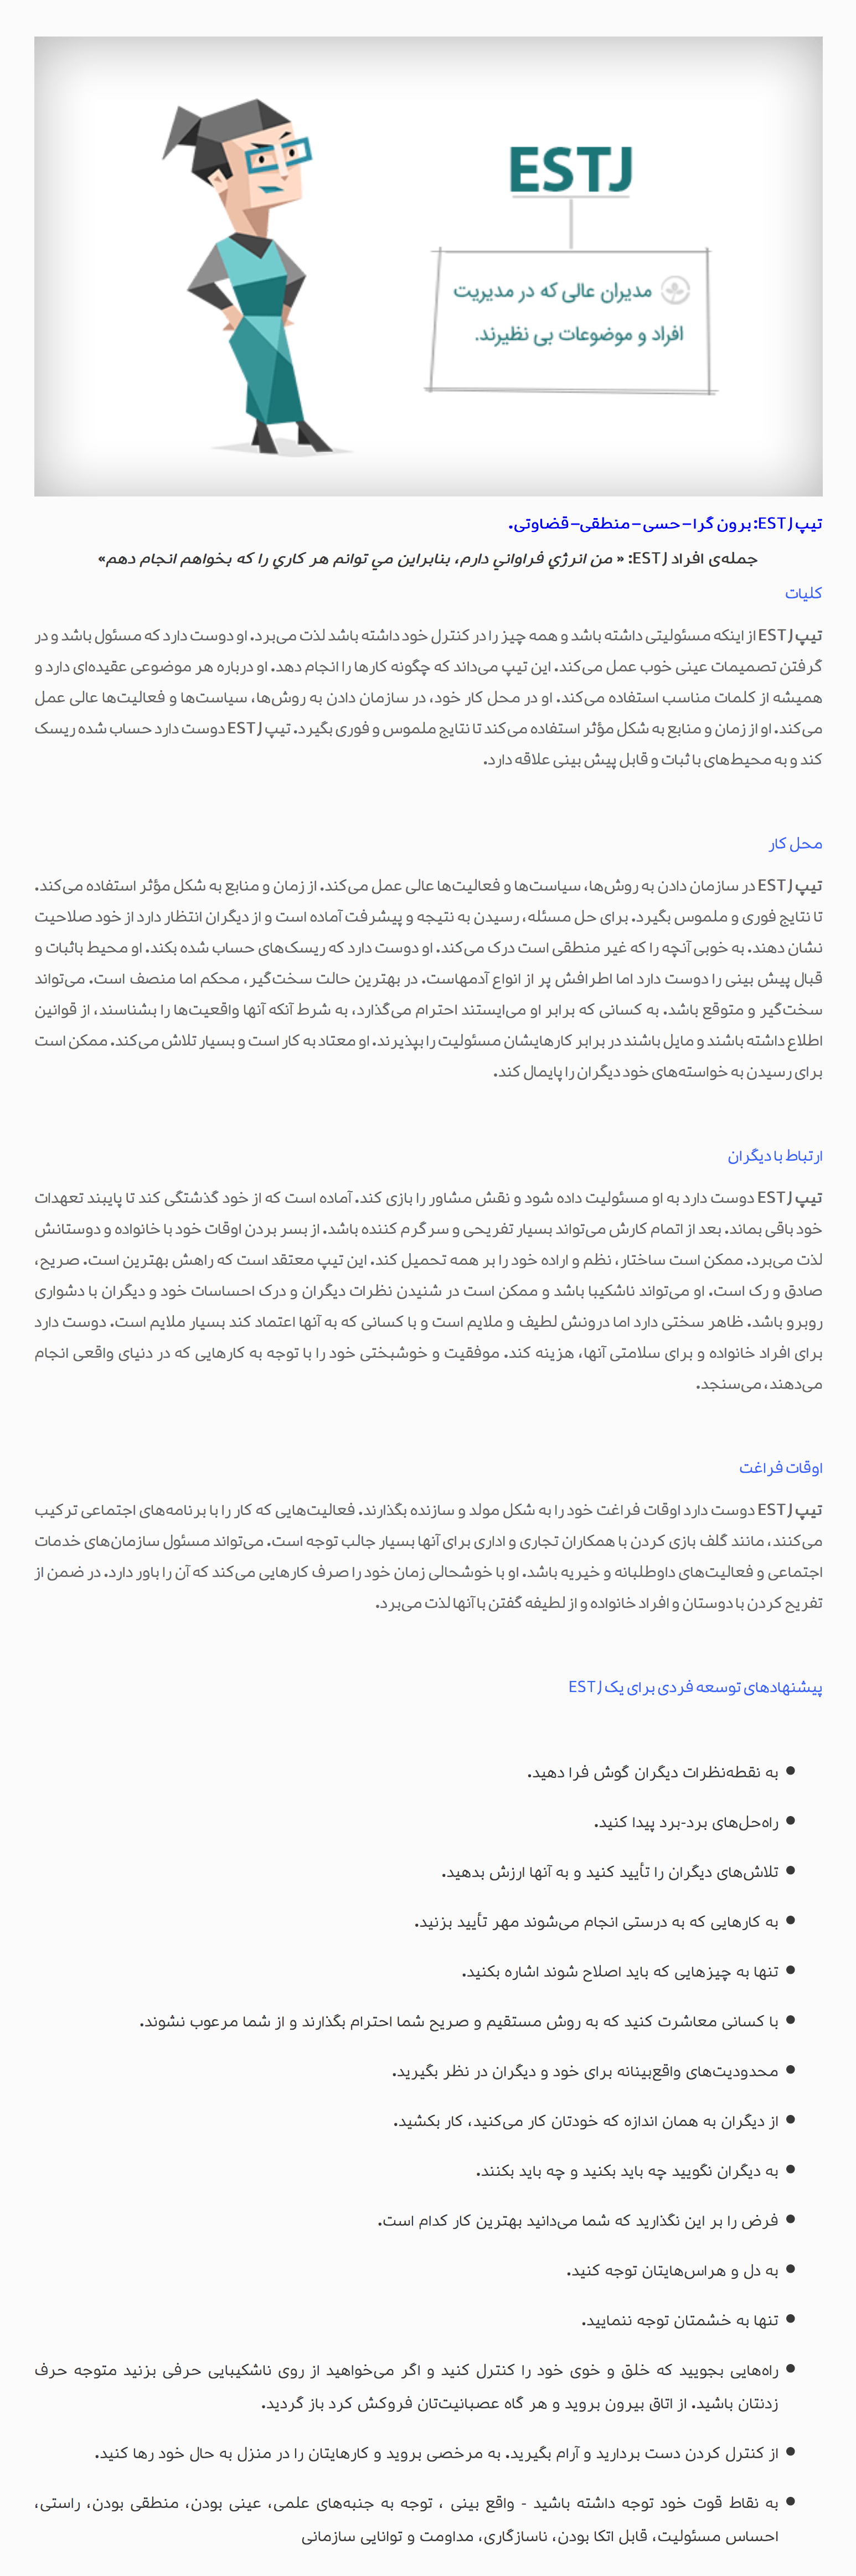 ESTJ
مدیران عالی که در مدیریت
افراد و موضوعات بی نظیرند.
تیپ ESTJ: برون گرا – حسی – منطقی – قضاوتی.
جمله‌ی افراد ESTJ: « من انرژي فراواني دارم، بنابراین مي توانم هر كاري را كه بخواهم انجام دهم»
کلیات
تیپ ESTJ از اینکه مسئولیتی داشته باشد و همه چیز را در کنترل خود داشته باشد لذت می‌برد. او دوست دارد که مسئول باشد و در
گرفتن تصمیمات عینی خوب عمل می‌کند. این تیپ می‌داند که چگونه کارها را انجام دهد. او درباره هر موضوعی عقیده‌ای دارد و
همیشه از کلمات مناسب استفاده می‌کند. او در محل کار خود، در سازمان دادن به روش‌ها، سیاست‌ها و فعالیت‌ها عالی عمل
می‌کند. او از زمان و منابع به شکل مؤثر استفاده می‌کند تا نتایج ملموس و فوری بگیرد. تیپ ESTJ دوست دارد حساب شده ریسک
کند و به محیط‌های با ثبات و قابل پیش بینی علاقه دارد.
محل کار
تیپ ESTJ در سازمان دادن به روش‌ها، سیاست‌ها و فعالیت‌ها عالی عمل می‌کند. از زمان و منابع به شکل مؤثر استفاده می‌کند.
تا نتایج فوری و ملموس بگیرد. برای حل مسئله، رسیدن به نتیجه و پیشرفت آماده است و از دیگران انتظار دارد از خود صلاحیت
نشان دهند. به خوبی آنچه را که غیر منطقی است درک می‌کند. او دوست دارد که ریسک‌های حساب شده بکند. او محیط باثبات و
قبال پیش بینی را دوست دارد اما اطرافش پر از انواع آدمهاست. در بهترین حالت سخت‌گیر، محکم اما منصف است. می‌تواند
سخت‌گیر و متوقع باشد. به کسانی که برابر او می‌ایستند احترام می‌گذارد، به شرط آنکه آنها واقعیت‌ها را بشناسند، از قوانین
اطلاع داشته باشند و مایل باشند در برابر کارهایشان مسئولیت را بپذیرند. او معتاد به کار است و بسیار تلاش می‌کند. ممکن است
برای رسیدن به خواسته‌های خود دیگران را پایمال کند.
ارتباط با دیگران
تیپ ESTJ دوست دارد به او مسئولیت داده شود و نقش مشاور را بازی کند. آماده است که از خود گذشتگی کند تا پایبند تعهدات
خود باقی بماند. بعد از اتمام کارش می‌تواند بسیار تفریحی و سرگرم کننده باشد. از بسر بردن اوقات خود با خانواده و دوستانش
لذت می‌برد. ممکن است ساختار، نظم و اراده خود را بر همه تحمیل کند. این تیپ معتقد است که راهش بهترین است. صریح،
صادق و رک است. او می‌تواند ناشکیبا باشد و ممکن است در شنیدن نظرات دیگران و درک احساسات خود و دیگران با دشواری
روبرو باشد. ظاهر سختی دارد اما درونش لطیف و ملایم است و با کسانی که به آنها اعتماد کند بسیار ملایم است. دوست دارد
برای افراد خانواده و برای سلامتی آنها، هزینه کند. موفقیت و خوشبختی خود را با توجه به کارهایی که در دنیای واقعی انجام
می‌دهند، می‌سنجد.
اوقات فراغت
تیپ ESTJ دوست دارد اوقات فراغت خود را به شکل مولد و سازنده بگذارند. فعالیت‌هایی که کار را با برنامه‌های اجتماعی ترکیب
می‌کنند، مانند گلف بازی کردن با همکاران تجاری و اداری برای آنها بسیار جالب توجه است. می‌تواند مسئول سازمان‌های خدمات
اجتماعی و فعالیت‌های داوطلبانه و خیریه باشد. او با خوشحالی زمان خود را صرف کارهایی می‌کند که آن را باور دارد. در ضمن از
تفریح کردن با دوستان و افراد خانواده و از لطیفه گفتن با آنها لذت می‌برد.
پیشنهادهای توسعه فردی برای یک ESTJ
● به نقطه‌نظرات دیگران گوش فرا دهید.
● راه‌حل‌های برد-برد پیدا کنید.
● تلاش‌های دیگران را تأیید کنید و به آنها ارزش بدهید.
● به کارهایی که به درستی انجام می‌شوند مهر تأیید بزنید.
● تنها به چیزهایی که باید اصلاح شوند اشاره بکنید.
● با کسانی معاشرت کنید که به روش مستقیم و صریح شما احترام بگذارند و از شما مرعوب نشوند.
● محدودیت‌های واقع‌بینانه برای خود و دیگران در نظر بگیرید.
● از دیگران به همان اندازه که خودتان کار می‌کنید، کار بکشید.
● به دیگران نگویید چه باید بکنید و چه باید بکنند.
● فرض را بر این نگذارید که شما می‌دانید بهترین کار کدام است.
● به دل و هراس‌هایتان توجه کنید.
● تنها به خشمتان توجه ننمایید.
● راه‌هایی بجویید که خلق و خوی خود را کنترل کنید و اگر می‌خواهید از روی ناشکیبایی حرفی بزنید متوجه حرف
زدنتان باشید. از اتاق بیرون بروید و هر گاه عصبانیت‌تان فروکش کرد باز گردید.
● از کنترل کردن دست بردارید و آرام بگیرید. به مرخصی بروید و کارهایتان را در منزل به حال خود رها کنید.
● به نقاط قوت خود توجه داشته باشید - واقع بینی ، توجه به جنبه‌های علمی، عینی بودن، منطقی بودن، راستی،
احساس مسئولیت، قابل اتکا بودن، ناسازگاری، مداومت و توانایی سازمانی